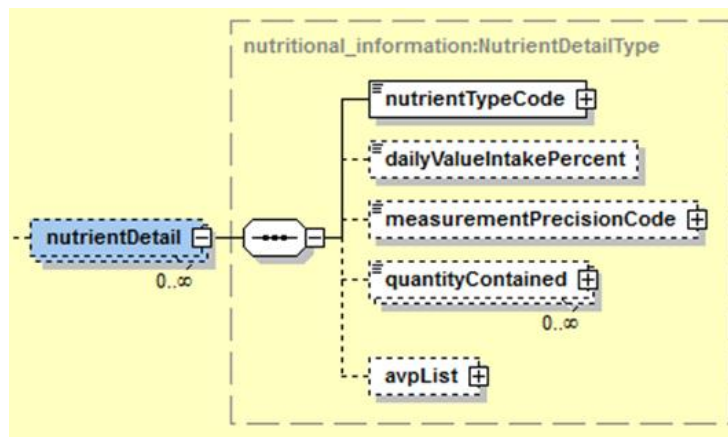 nutritional_information:NutrientDetailType
nutrientTypeCode
dailyValueIntakePercent
measurementPrecisionCode
nutrientDetail
0..∞
quantityContained
0..∞
avpList